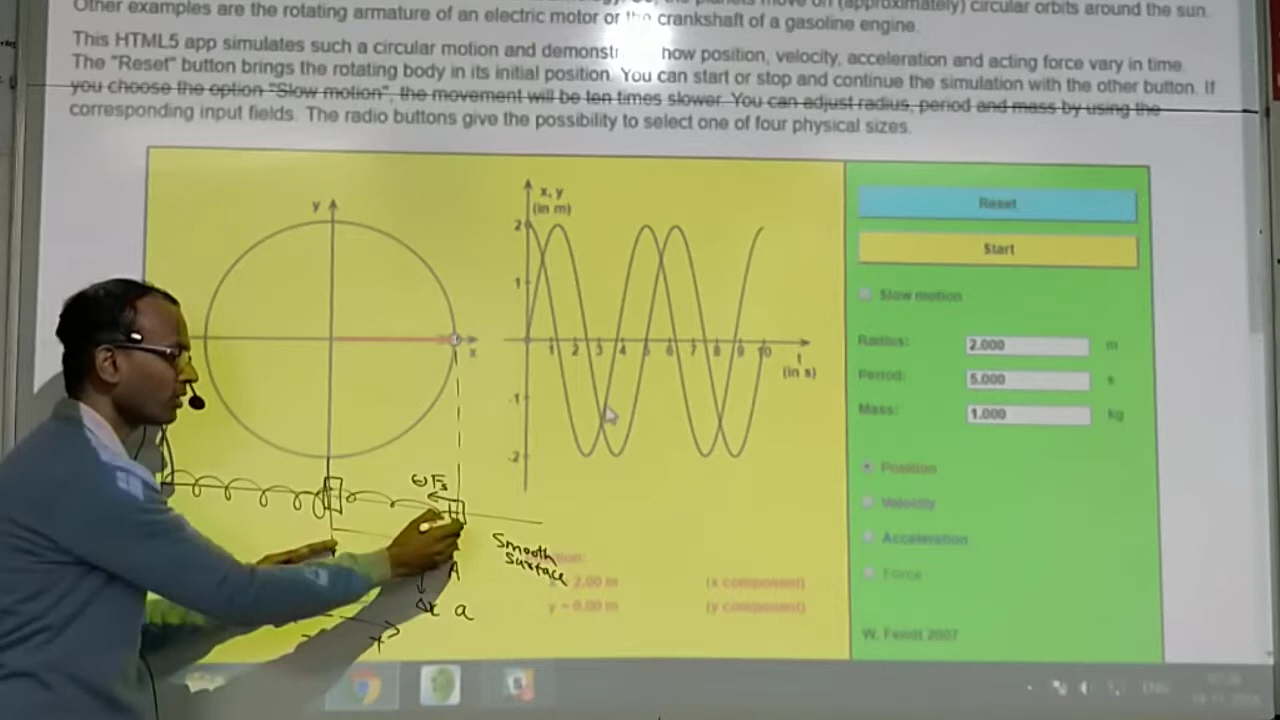 Other examples are the rotating armature of an electric motor or the crankshaft of a gasoline engine.
This HTML5 app simulates such a circular motion and demonstr how position, velocity, acceleration and acting force vary in time.
The "Reset" button brings the rotating body in its initial position. You can start or stop and continue the simulation with the other button. If
you choose the option "Slow motion", the movement will be ten times slower. You can adjust radius, period and mass by using the
corresponding input fields. The radio buttons give the possibility to select one of four physical sizes.
y
x
x, y
(in m)
2
1
-1
-2
1 2 3 4 5 6 7 8 9 10
t
(in s)
Reset
Start
Slow motion
Radius: 2.000 m
Period: 5.000 s
Mass: 1.000 kg
Position
Velocity
Acceleration
Force
W. Fendt 2007
Fs
Smooth
Surface
A
Δx a
x
2.00 m (x component)
y = 0.00 m (y component)